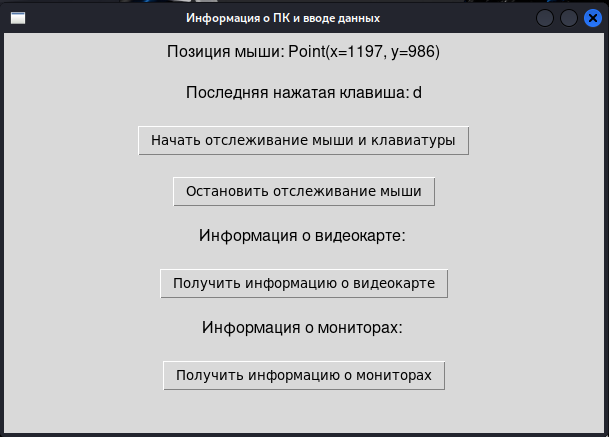 Информация о ПК и вводе данных
Позиция мыши: Point(x=1197, y=986)
Последняя нажатая клавиша: d
Начать отслеживание мыши и клавиатуры
Остановить отслеживание мыши
Информация о видеокарте:
Получить информацию о видеокарте
Информация о мониторах:
Получить информацию о мониторах